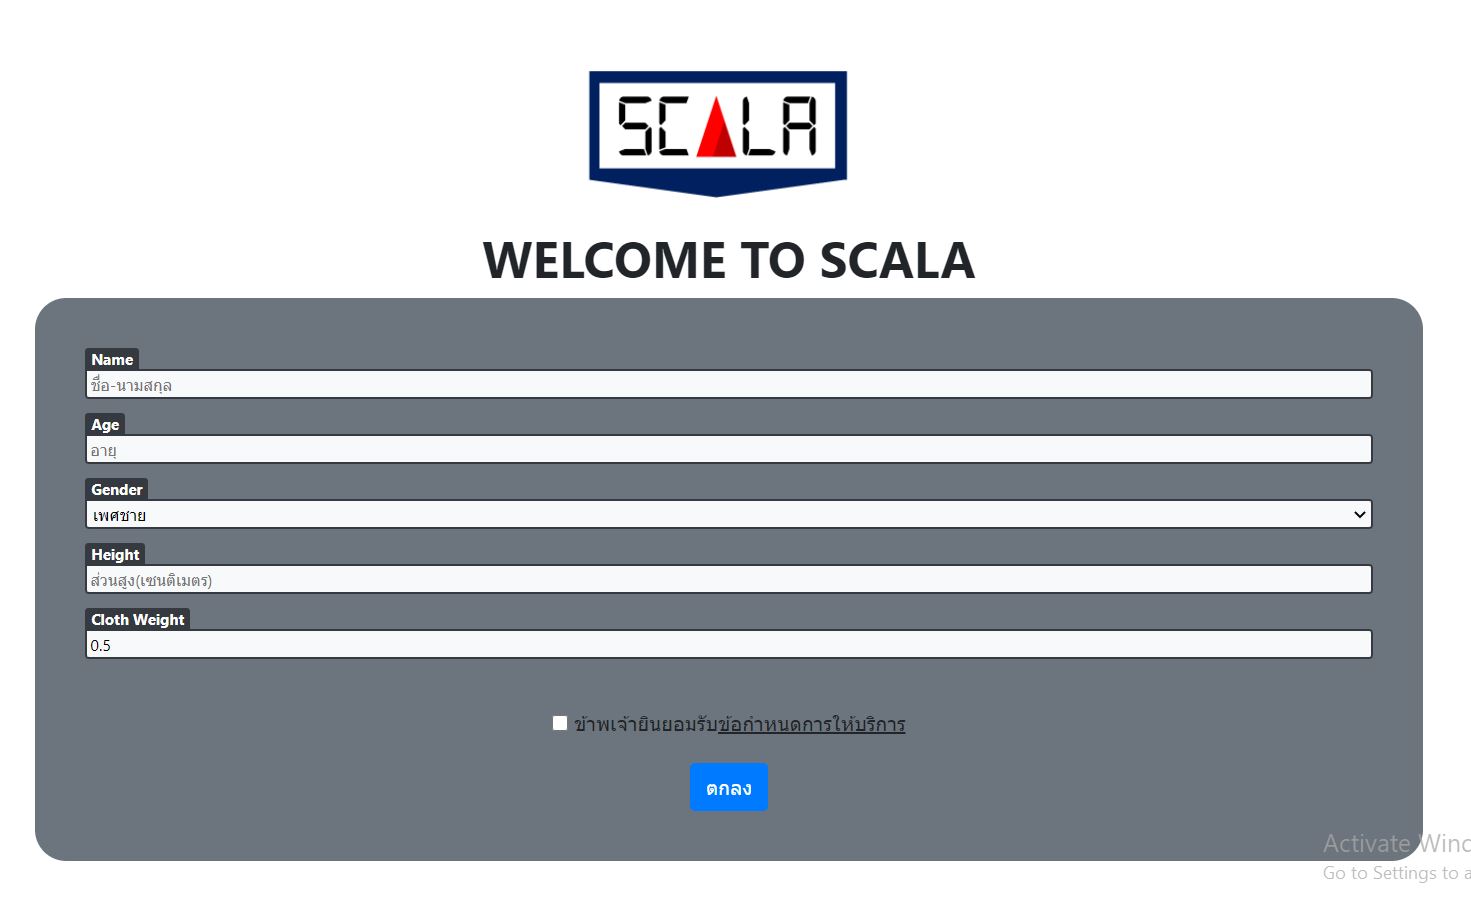 SCALA
WELCOME TO SCALA
Name
ชื่อ-นามสกุล
Age
อายุ
Gender
เพศชาย
Height
ส่วนสูง(เซนติเมตร)
Cloth Weight
0.5
ข้าพเจ้ายินยอมรับข้อกำหนดการให้บริการ
ตกลง
Activate Winc
Go to Settings to a